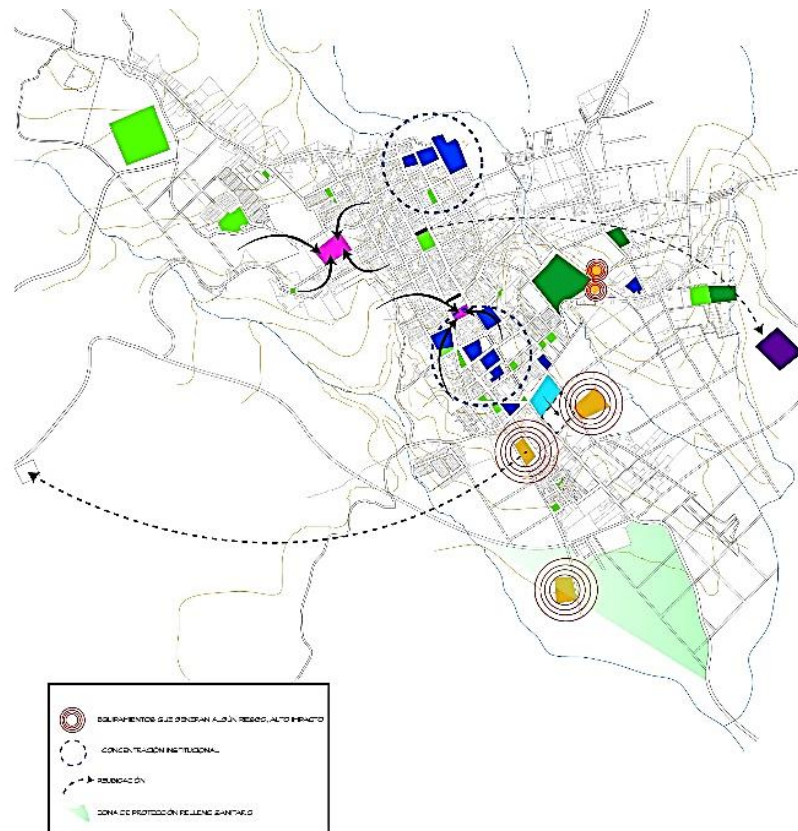 EQUIPAMIENTOS QUE GENERAN ALGÚN RIESGO, ALTO IMPACTO
CONCENTRACIÓN INSTITUCIONAL
REUBICACIÓN
ZONA DE PROTECCIÓN RELLENO SANITARIO